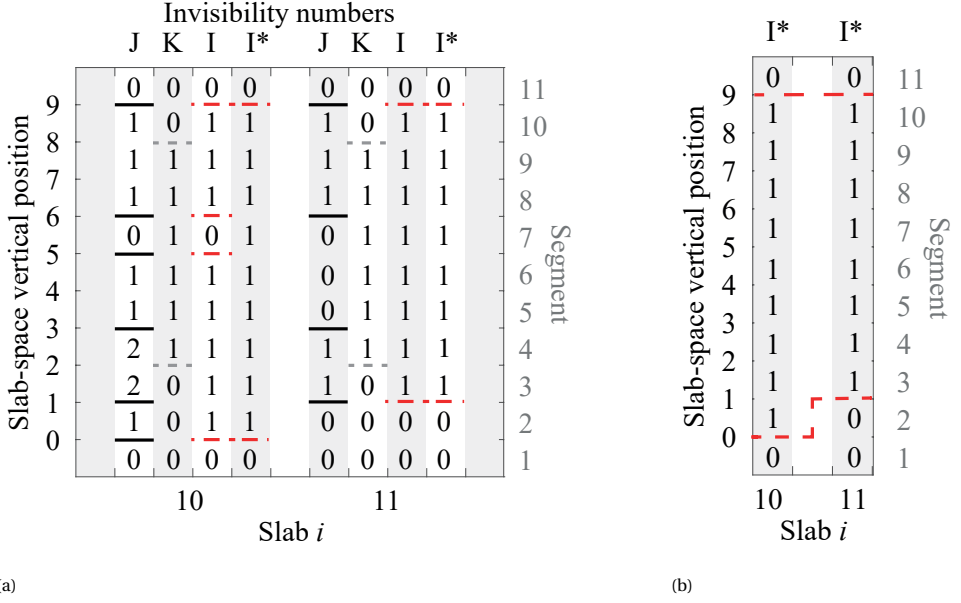 Invisibility numbers
J K I I* J K I I*
0 0 0 0 0 0 0 0 11
9
1 0 1 1 1 0 1 1 10
8
1 1 1 1 1 1 1 1 9
7
1 1 1 1 1 1 1 1 8
6
0 1 0 1 0 1 1 1 7
5
1 1 1 1 0 1 1 1 6
4
1 1 1 1 0 1 1 1 5
3
2 1 1 1 1 1 1 1 4
2
2 0 1 1 1 0 1 1 3
1
1 0 1 1 0 0 0 0 2
0
0 0 0 0 0 0 0 0 1
Slab-space vertical position
Segment
10 11
Slab i
a)
I* I*
0 0 11
9
1 1 10
8
1 1 9
7
1 1 8
6
1 1 7
5
1 1 6
4
1 1 5
3
1 1 4
2
1 1 3
1
1 0 2
0
0 0 1
Slab-space vertical position
Segment
10 11
Slab i
(b)